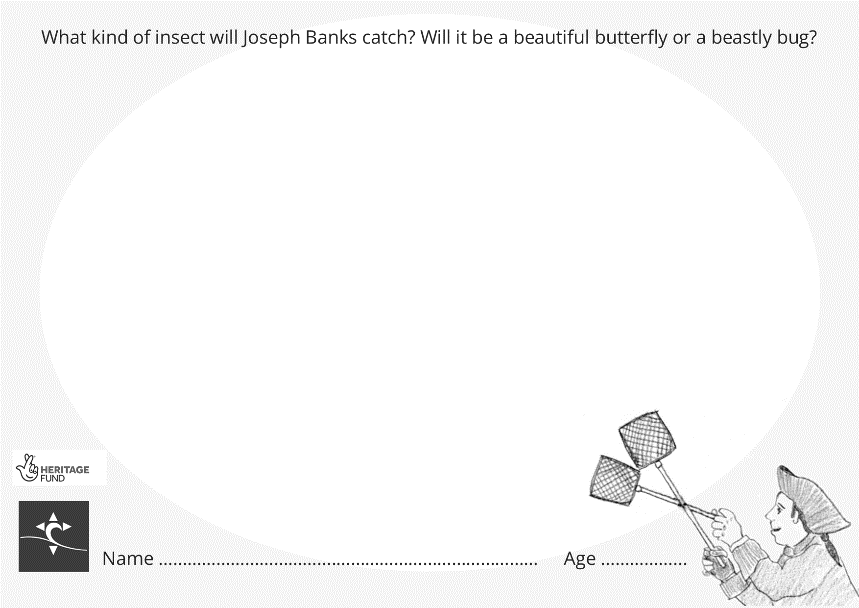 What kind of insect will Joseph Banks catch? Will it be a beautiful butterfly or a beastly bug?
HERITAGE
FUND
Name ................................................................................ Age ..................